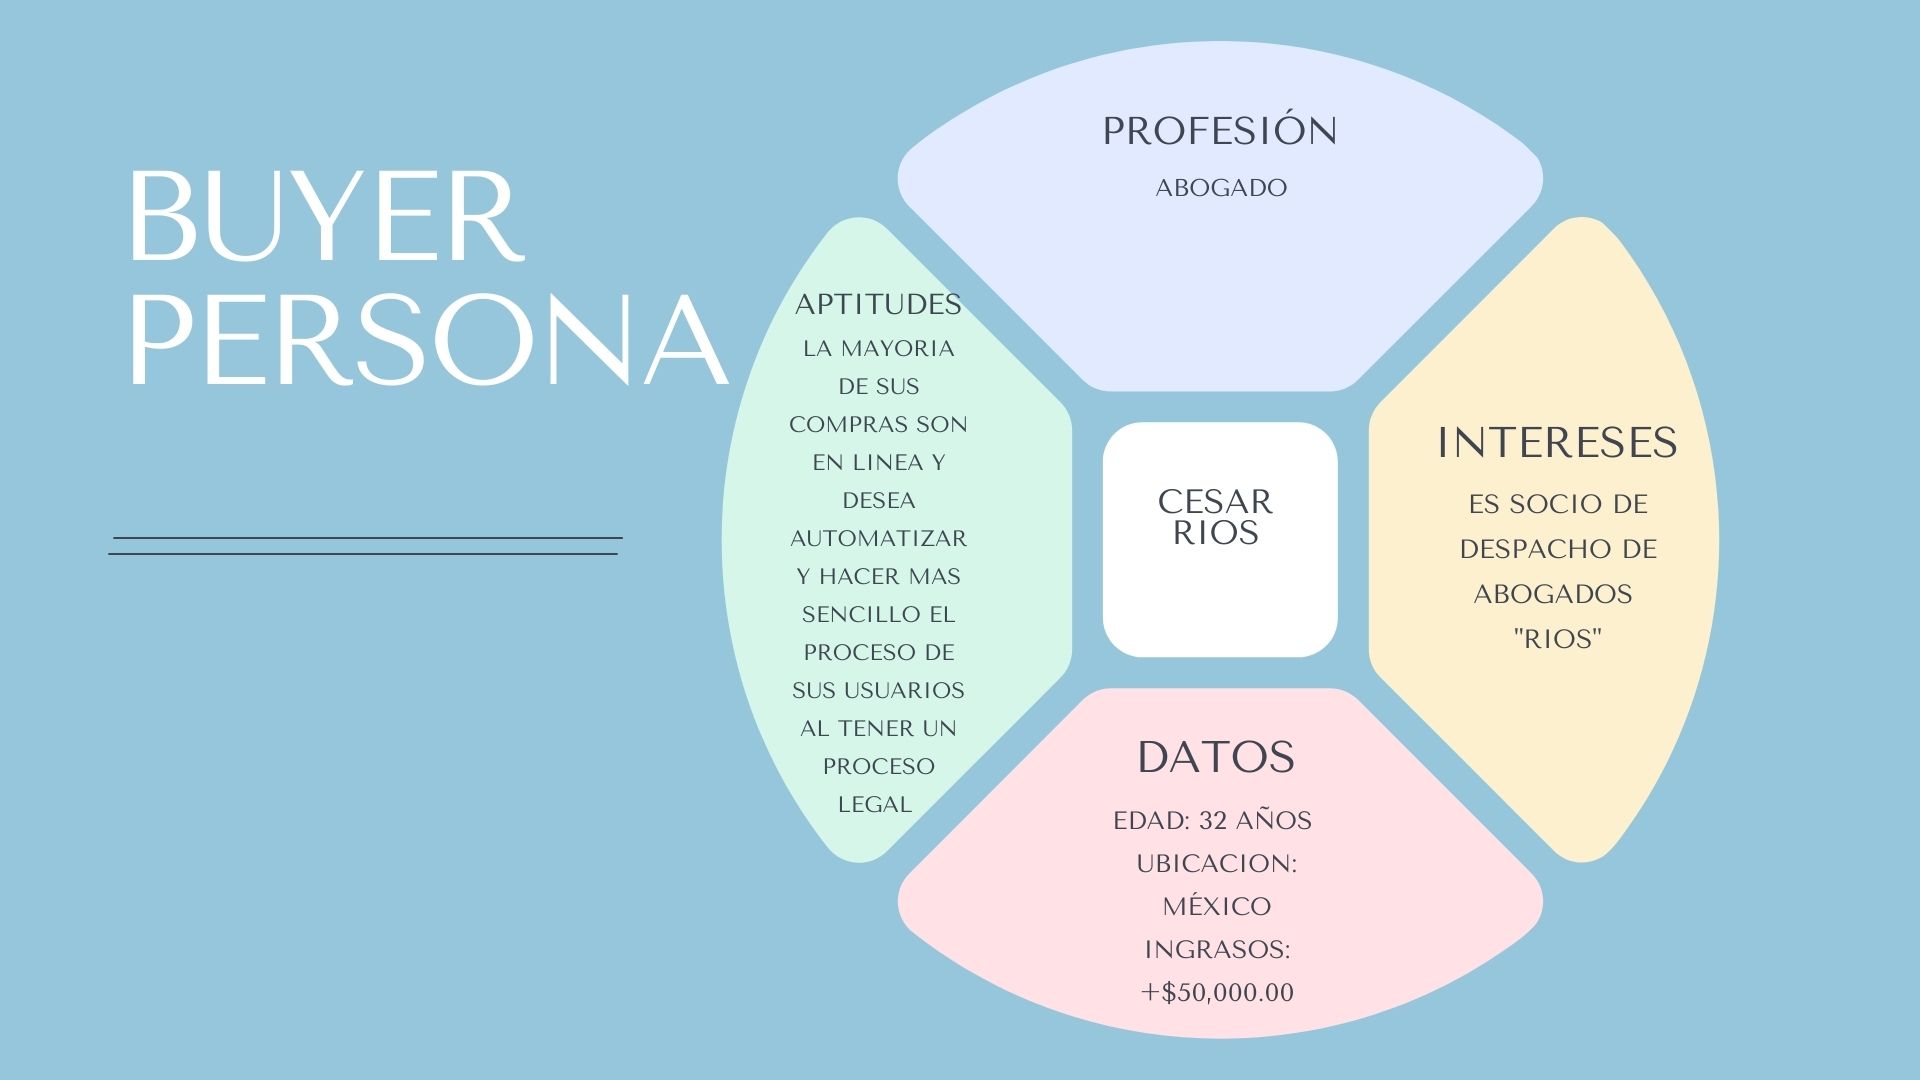 BUYER
PERSONA
PROFESIÓN
ABOGADO
APTITUDES
LA MAYORIA
DE SUS
COMPRAS SON
EN LINEA Y
DESEA
AUTOMATIZAR
Y HACER MAS
SENCILLO EL
PROCESO DE
SUS USUARIOS
AL TENER UN
PROCESO
LEGAL
CESAR
RIOS
INTERESES
ES SOCIO DE
DESPACHO DE
ABOGADOS
"RIOS"
DATOS
EDAD: 32 AÑOS
UBICACION:
MÉXICO
INGRASOS:
+$50,000.00